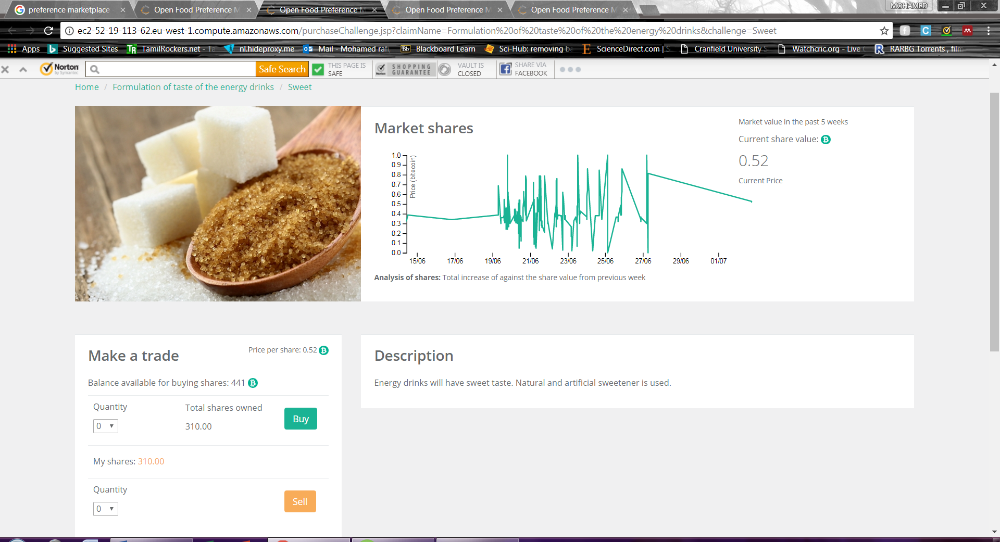 preference marketplace
Open Food Preference M
Open Food Preference M
Open Food Preference M
Open Food Preference M
MOHAMED
ec2-52-19-113-62.eu-west-1.compute.amazonaws.com/purchaseChallenge.jsp?claimName=Formulation%20of%20taste%20of%20the%20energy%20drinks&challenge=Sweet
Apps
Suggested Sites
TamilRockers.net - Ta
nl.hideproxy.me
Mail - Mohamed rafi
Bb Blackboard Learn
Sci-Hub: removing ba
ScienceDirect.com | S
Cranfield University S
Watchcric.org - Live C
RARBG Torrents , film
Norton
by Symantec
Safe Search
THIS PAGE IS
SAFE
Norton
SHOPPING
GUARANTEE
VAULT IS
CLOSED
SHARE VIA
FACEBOOK
Home / Formulation of taste of the energy drinks / Sweet
Market shares
Market value in the past 5 weeks
Current share value:
0.52
Current Price
Price (bitecoin)
1.0
0.9
0.8
0.7
0.6
0.5
0.4
0.3
0.2
0.1
0.0
15/06 17/06 19/06 21/06 23/06 25/06 27/06 29/06 01/07
Analysis of shares: Total increase of against the share value from previous week
Make a trade
Price per share: 0.52
Balance available for buying shares: 441
Quantity
0
Total shares owned
310.00
Buy
My shares: 310.00
Quantity
0
Sell
Description
Energy drinks will have sweet taste. Natural and artificial sweetener is used.